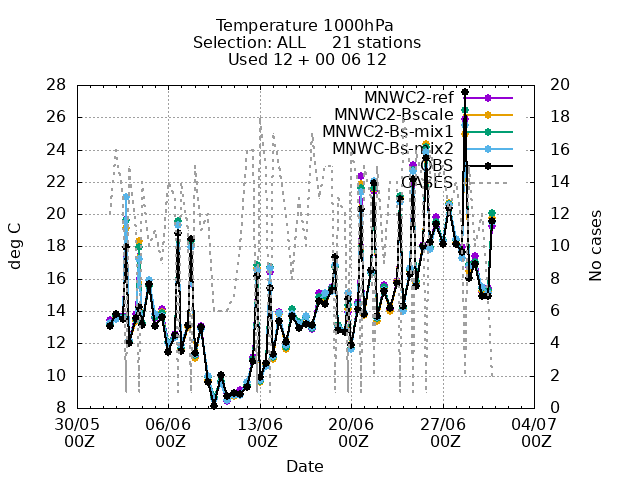 Temperature 1000hPa
Selection: ALL 21 stations
Used 12 + 00 06 12
28
26
24
22
20
18
16
14
12
10
8
deg C
20
18
16
14
12
10
8
6
4
2
0
No cases
MNWC2-ref
MNWC2-Bscale
MNWC2-Bs-mix1
MNWC-Bs-mix2
OBS
CASES
30/05 06/06 13/06 20/06 27/06 04/07
00Z 00Z 00Z 00Z 00Z 00Z
Date